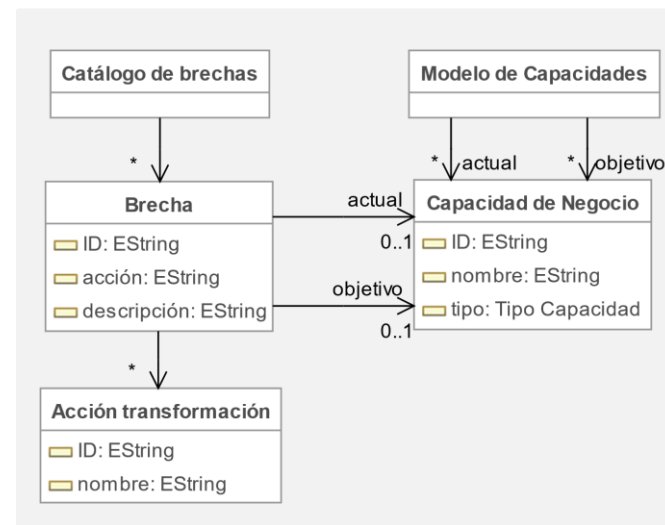 Catálogo de brechas
*
Brecha
ID: EString
acción: EString
descripción: EString
*
Acción transformación
ID: EString
nombre: EString
Modelo de Capacidades
* actual
* objetivo
actual
0..1
objetivo
0..1
Capacidad de Negocio
ID: EString
nombre: EString
tipo: Tipo Capacidad